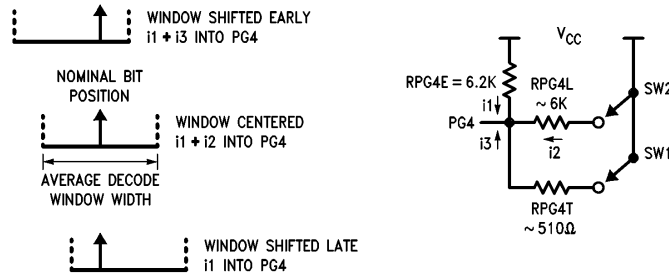 WINDOW SHIFTED EARLY
i1 + i3 INTO PG4
NOMINAL BIT
POSITION
WINDOW CENTERED
i1 + i2 INTO PG4
AVERAGE DECODE
WINDOW WIDTH
WINDOW SHIFTED LATE
i1 INTO PG4
VCC
RPG4E = 6.2K
RPG4L
~ 6K
SW2
i1
PG4
i3
i2
SW1
RPG4T
~ 510Ω